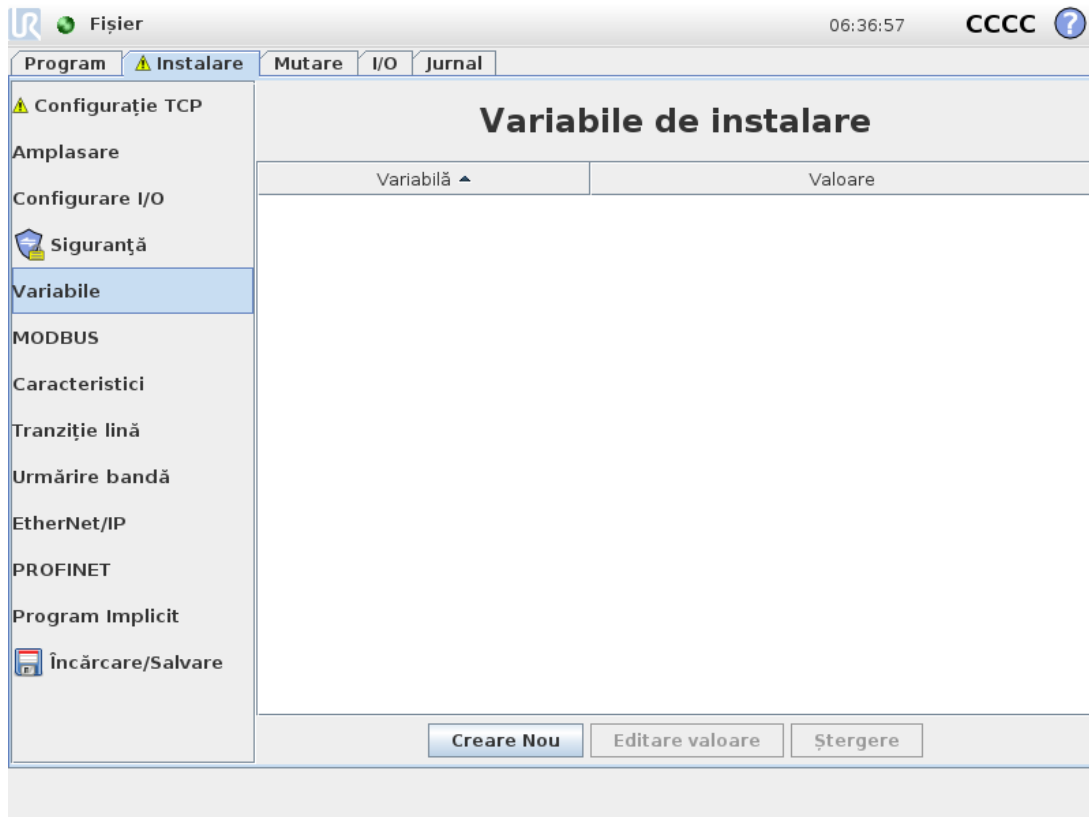 UR Fișier 06:36:57 CCCC ?
Program Instalare Mutare I/O Jurnal
Configurație TCP
Amplasare
Configurare I/O
Siguranță
Variabile
MODBUS
Caracteristici
Tranziție lină
Urmărire bandă
EtherNet/IP
PROFINET
Program Implicit
Încărcare/Salvare
Variabile de instalare
Variabilă Valoare
Creare Nou Editare valoare Ștergere